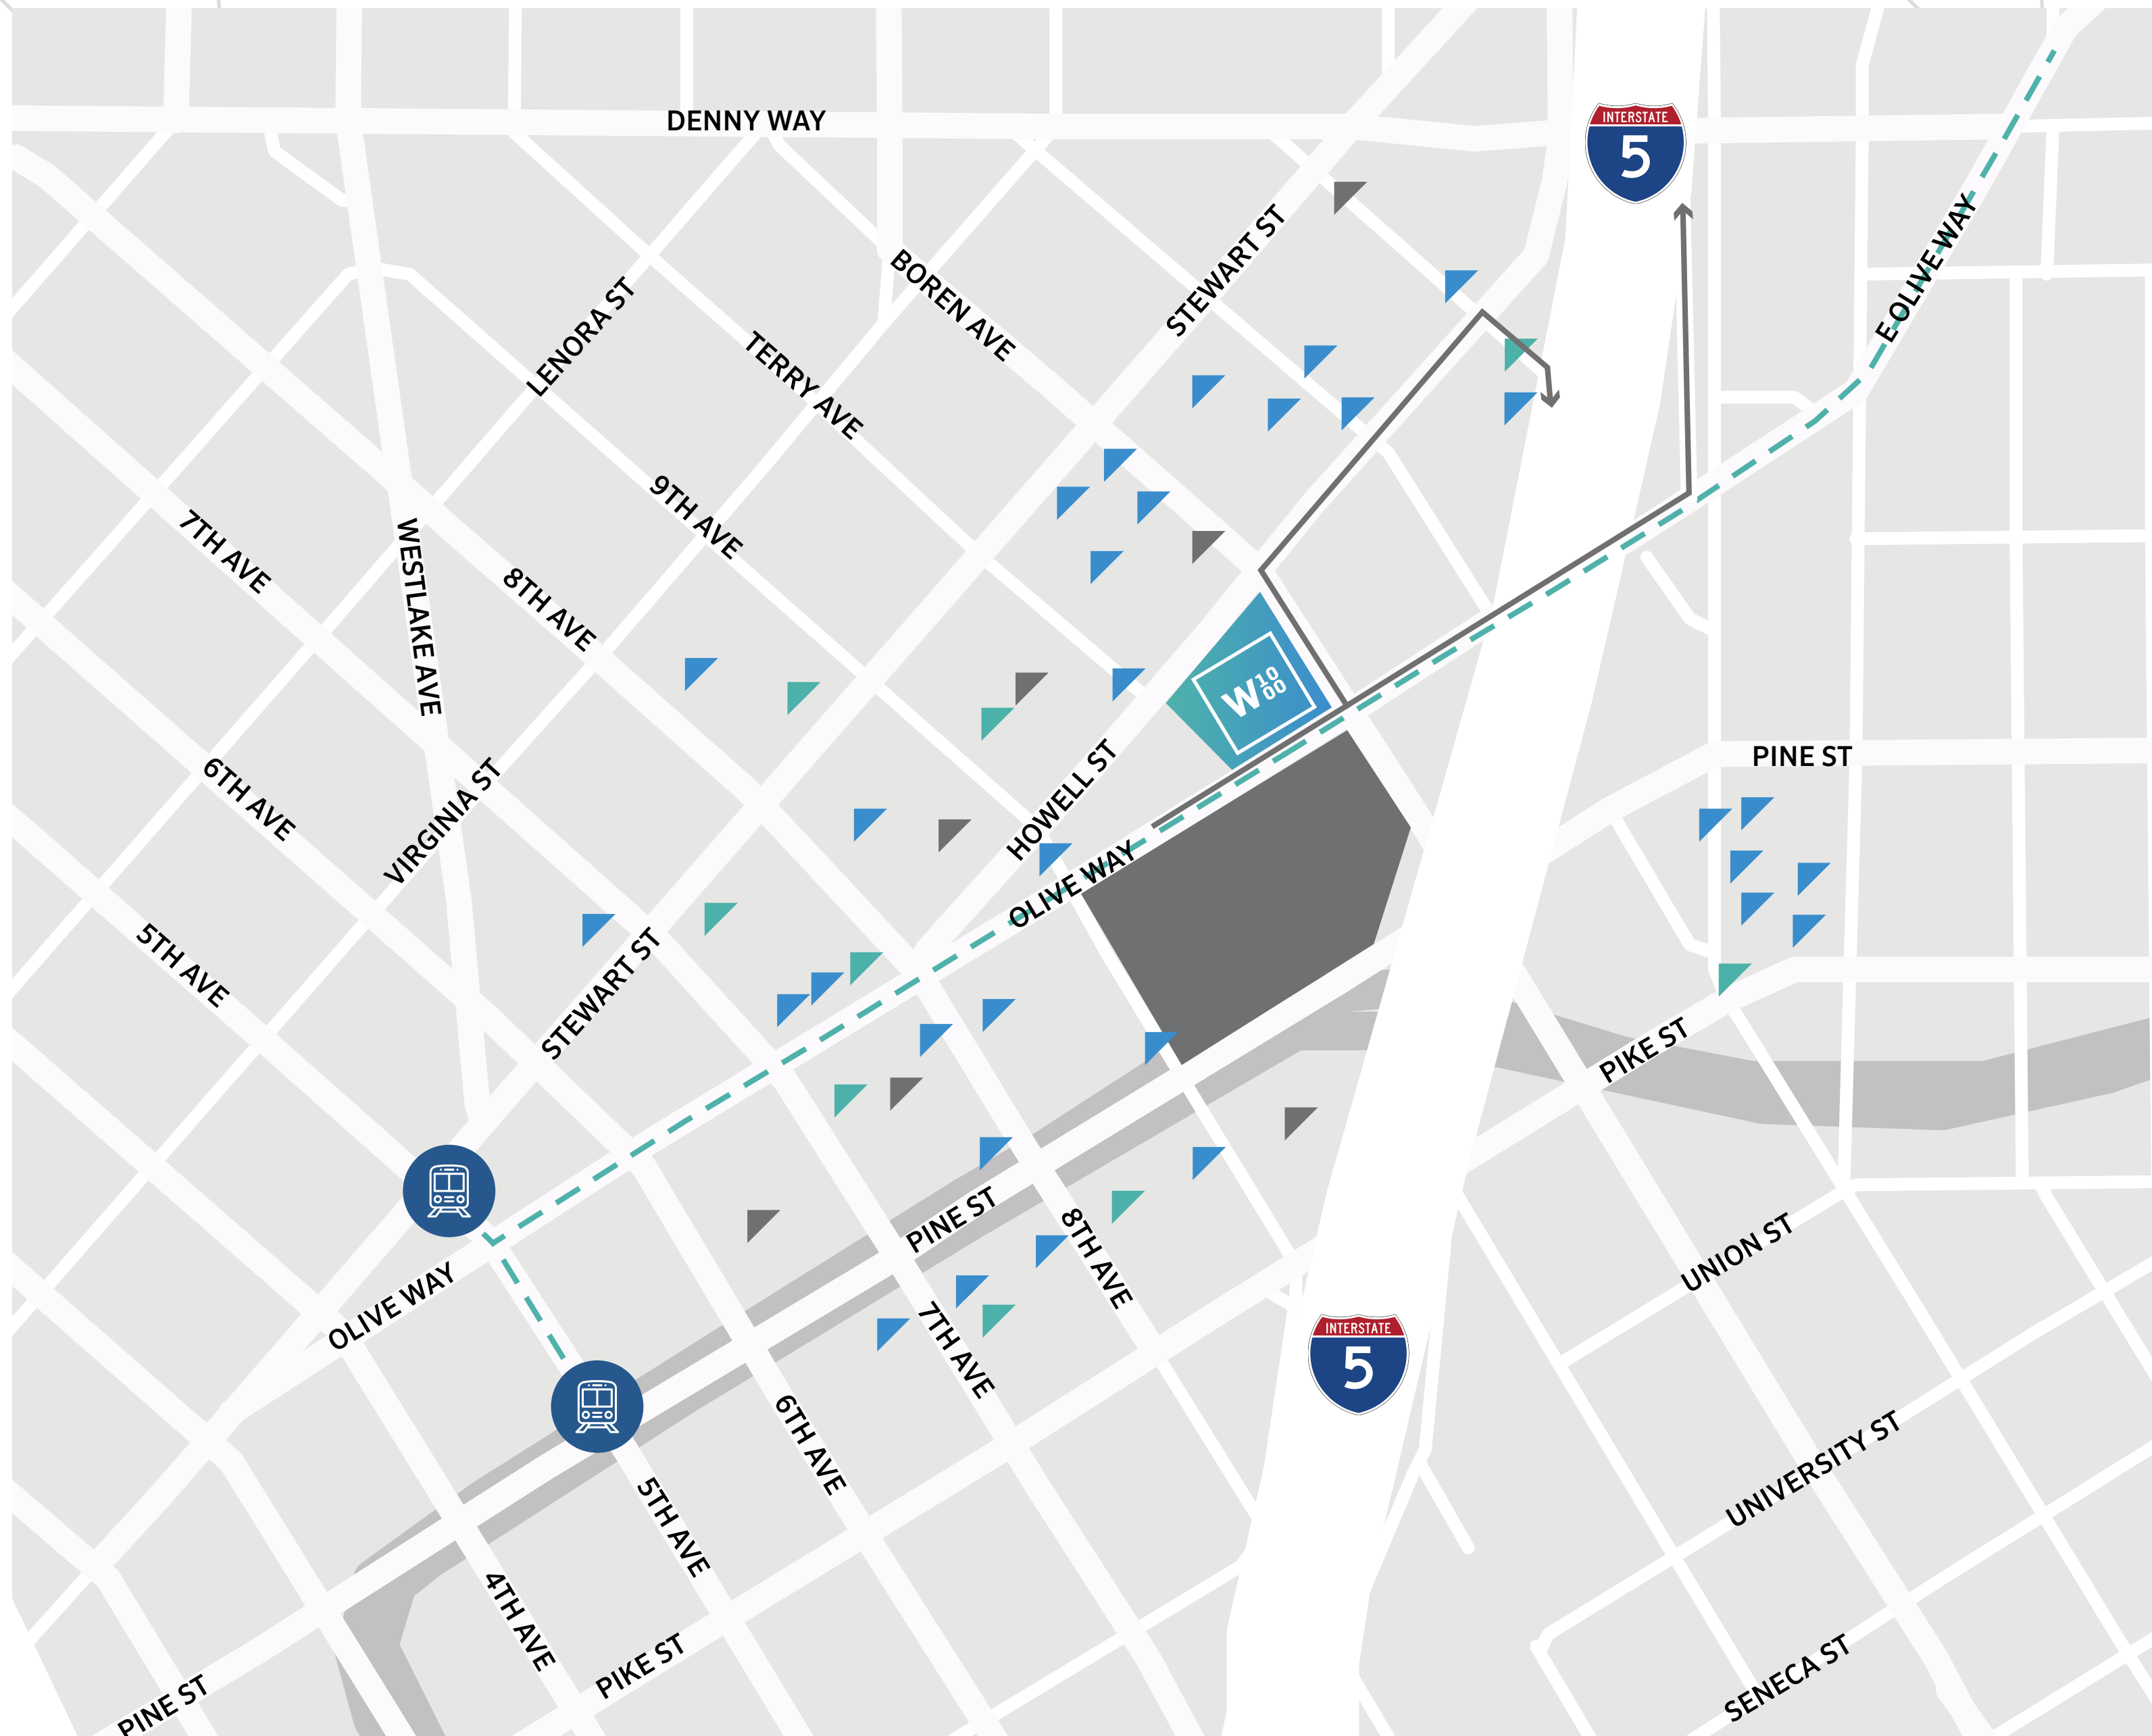 DENNY WAY
INTERSTATE
5
STEWART ST
E OLIVE WAY
BOREN AVE
LENORA ST
TERRY AVE
9TH AVE
7TH AVE
WESTLAKE AVE
8TH AVE
W1000
PINE ST
6TH AVE
VIRGINIA ST
HOWELL ST
OLIVE WAY
5TH AVE
STEWART ST
PIKE ST
PINE ST
8TH AVE
UNION ST
OLIVE WAY
7TH AVE
INTERSTATE
5
6TH AVE
UNIVERSITY ST
5TH AVE
4TH AVE
PIKE ST
SENECA ST
PINE ST